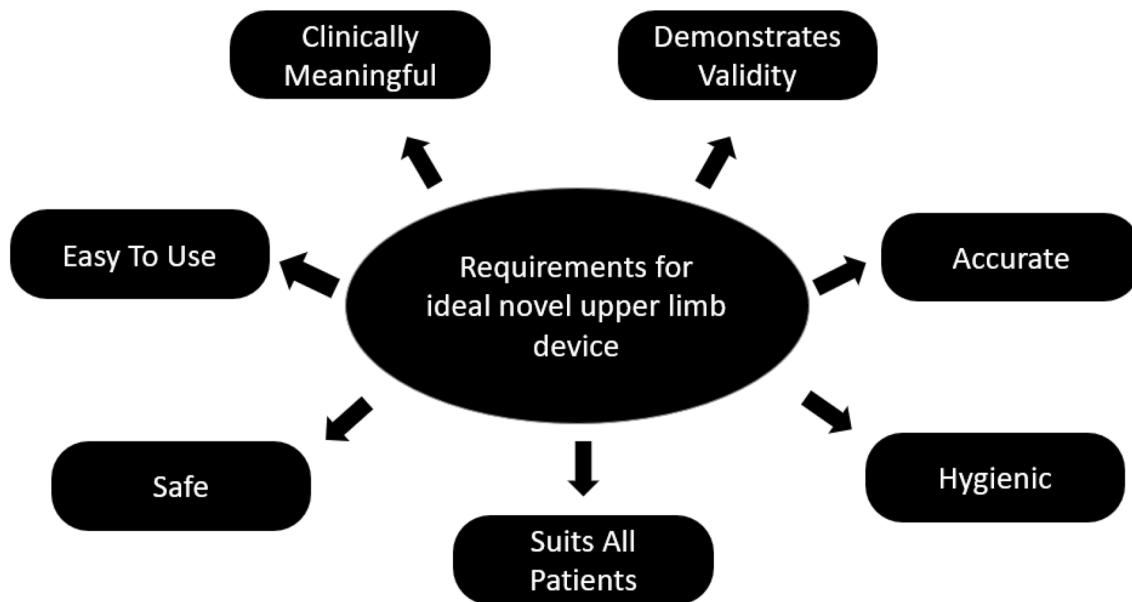 Clinically
Meaningful
Demonstrates
Validity
Easy To Use
Requirements for
ideal novel upper limb
device
Accurate
Safe
Hygienic
Suits All
Patients